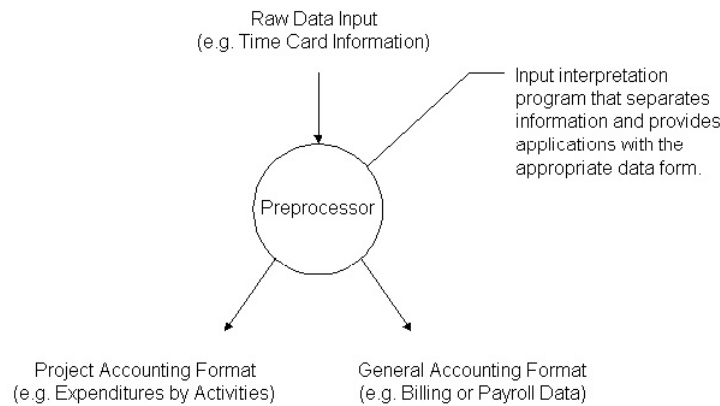 Raw Data Input
(e.g. Time Card Information)
Input interpretation
program that separates
information and provides
applications with the
appropriate data form.
Preprocessor
Project Accounting Format
(e.g. Expenditures by Activities)
General Accounting Format
(e.g. Billing or Payroll Data)